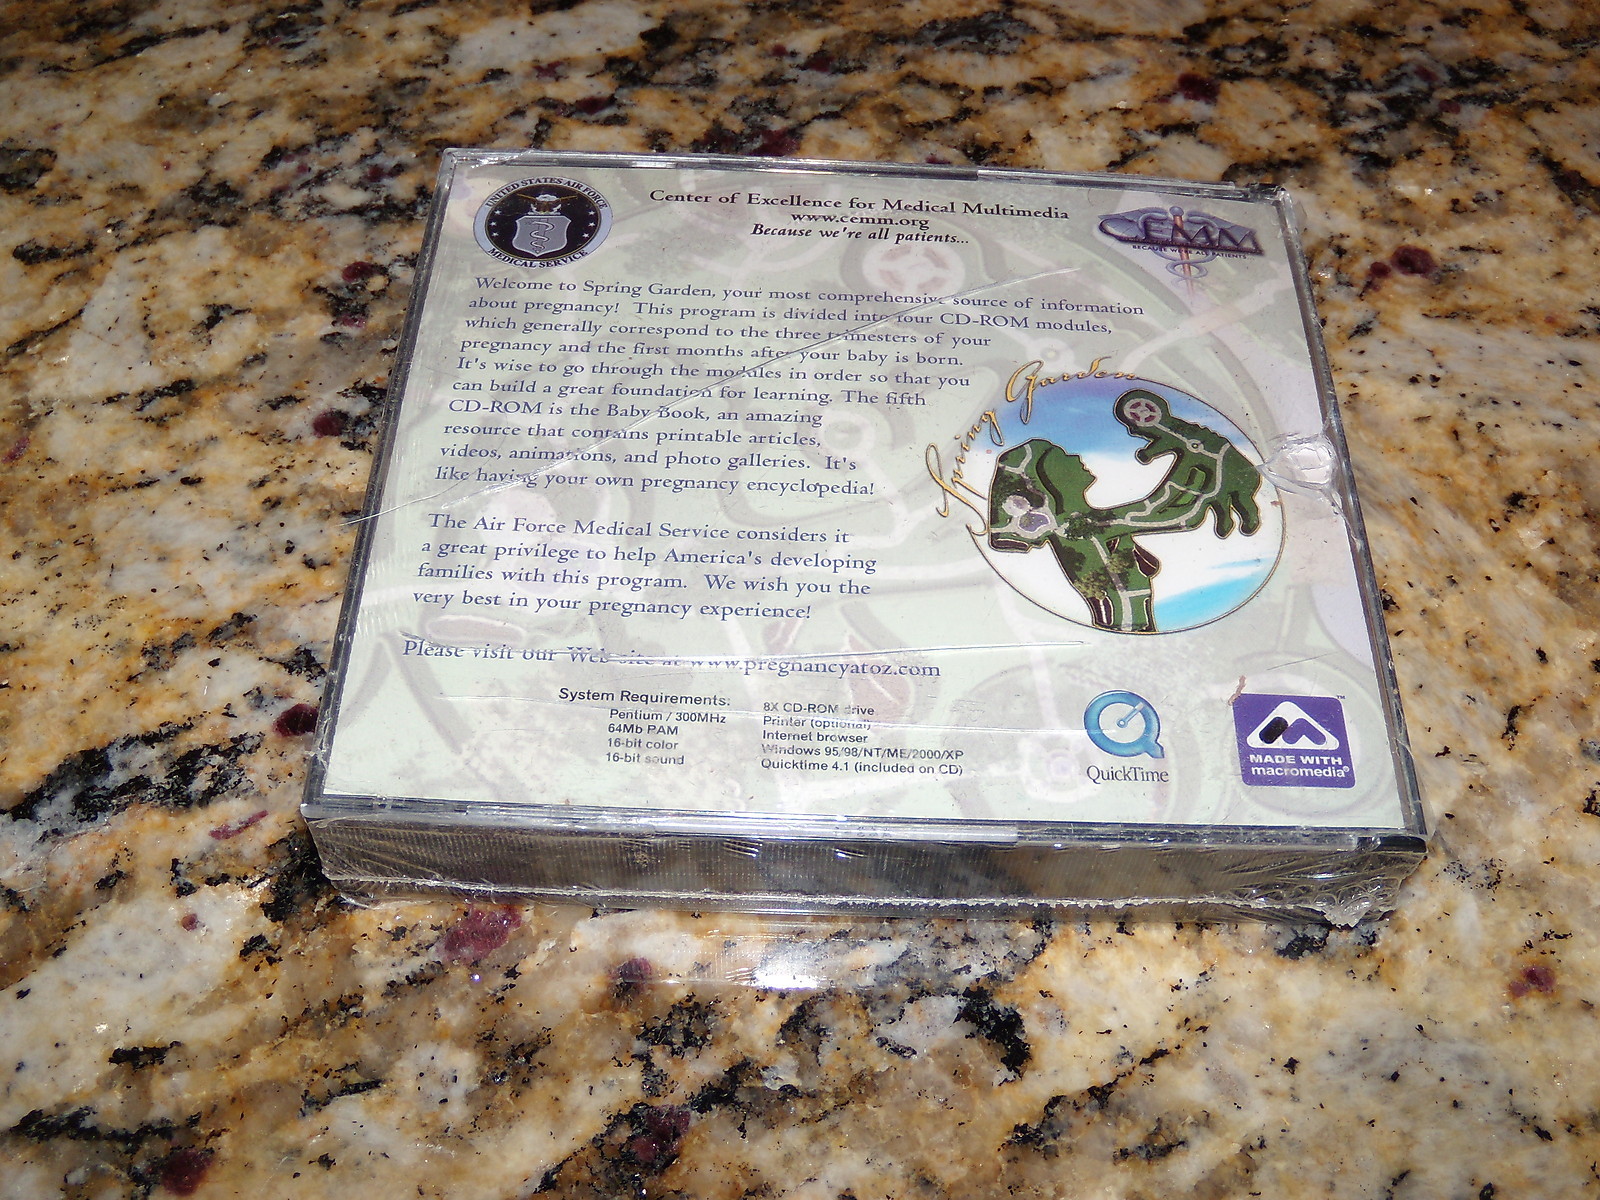 UNITED STATES AIR FORCE
MEDICAL SERVICE
Center of Excellence for Medical Multimedia
www.cemm.org
Because we're all patients...
CEMM
BECAUSE WE'RE ALL PATIENTS
Welcome to Spring Garden, your most comprehensive source of information
about pregnancy! This program is divided into four CD-ROM modules,
which generally correspond to the three trimesters of your
pregnancy and the first months after your baby is born.
It's wise to go through the modules in order so that you
can build a great foundation for learning. The fifth
CD-ROM is the Baby Book, an amazing
resource that contains printable articles,
videos, animations, and photo galleries. It's
like having your own pregnancy encyclopedia!
Spring Garden
The Air Force Medical Service considers it
a great privilege to help America's developing
families with this program. We wish you the
very best in your pregnancy experience!
Please visit our Web site at www.pregnancyatoz.com
System Requirements:
Pentium / 300MHz
64Mb RAM
16-bit color
16-bit sound
8X CD-ROM drive
Printer (optional)
Internet browser
Windows 95/98/NT/ME/2000/XP
Quicktime 4.1 (included on CD)
QuickTime
MADE WITH
macromedia®
™